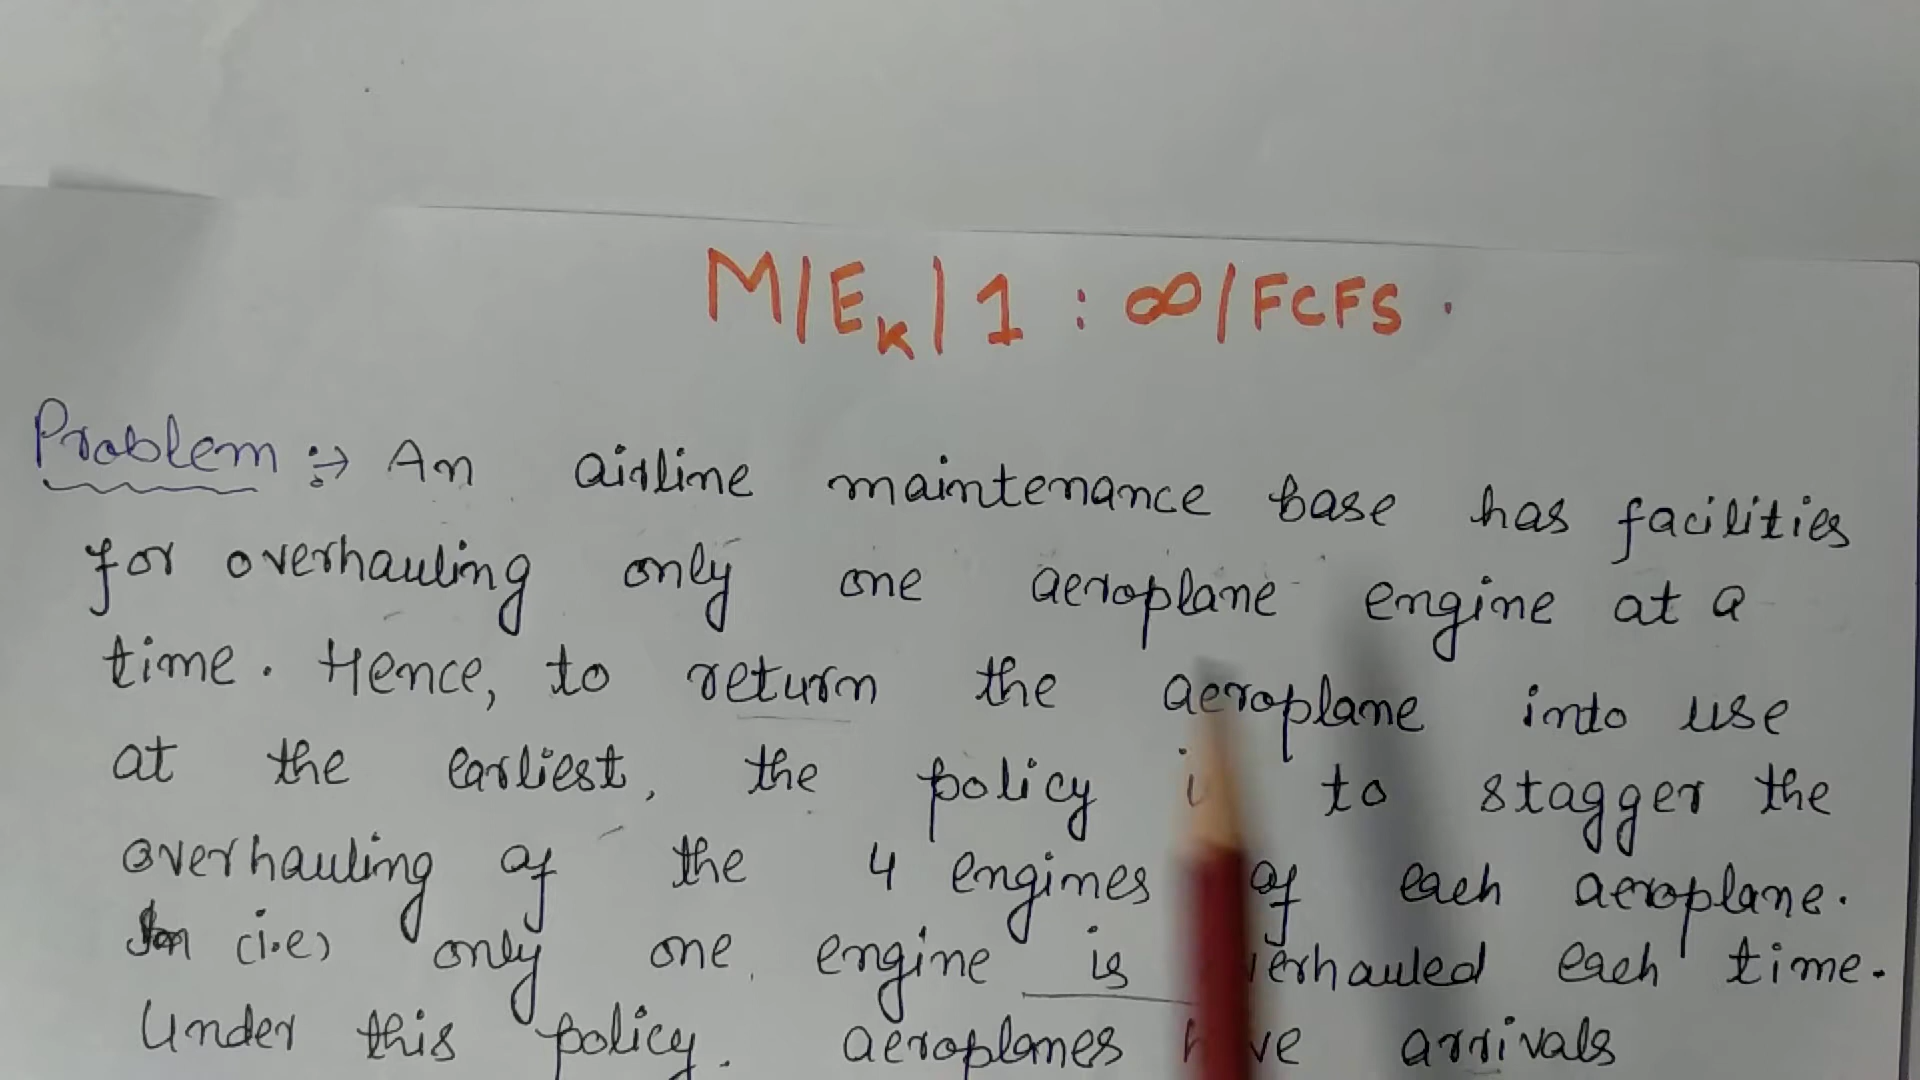 M/Ek/1 : ∞/FCFS.
Problem :→ An airline maintenance base has facilities
for overhauling only one aeroplane engine at a
time. Hence, to return the aeroplane into use
at the earliest, the policy to stagger the
overhauling of the 4 engines of each aeroplane.
(i.e) only one engine is each time.
Under this policy. aeroplanes arrivals